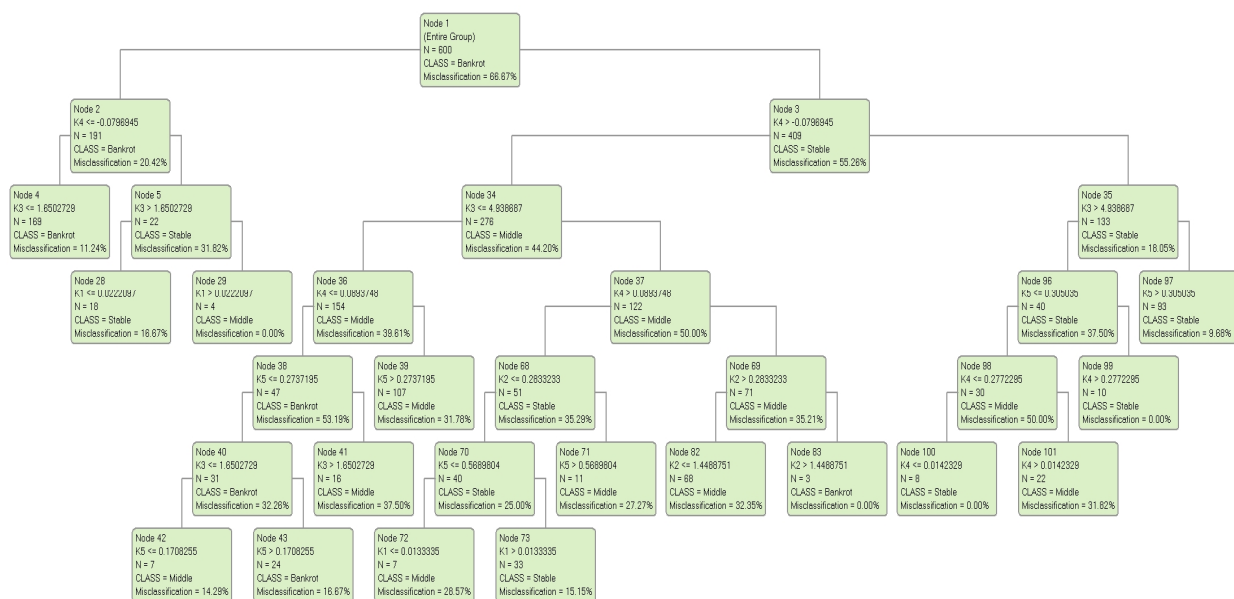 Node 1
(Entire Group)
N = 600
CLASS = Bankrot
Misclassification = 66.67%
Node 2
K4 <= -0.0796945
N = 191
CLASS = Bankrot
Misclassification = 20.42%
Node 3
K4 > -0.0796945
N = 409
CLASS = Stable
Misclassification = 55.26%
Node 4
K3 <= 1.6502729
N = 169
CLASS = Bankrot
Misclassification = 11.24%
Node 5
K3 > 1.6502729
N = 22
CLASS = Stable
Misclassification = 31.82%
Node 34
K3 <= 4.938687
N = 276
CLASS = Middle
Misclassification = 44.20%
Node 35
K3 > 4.938687
N = 133
CLASS = Stable
Misclassification = 18.05%
Node 28
K1 <= 0.0222097
N = 18
CLASS = Stable
Misclassification = 16.67%
Node 29
K1 > 0.0222097
N = 4
CLASS = Middle
Misclassification = 0.00%
Node 36
K4 <= 0.0893748
N = 154
CLASS = Middle
Misclassification = 39.61%
Node 37
K4 > 0.0893748
N = 122
CLASS = Middle
Misclassification = 50.00%
Node 96
K5 <= 0.305035
N = 40
CLASS = Stable
Misclassification = 37.50%
Node 97
K5 > 0.305035
N = 93
CLASS = Stable
Misclassification = 9.68%
Node 38
K5 <= 0.2737195
N = 47
CLASS = Bankrot
Misclassification = 53.19%
Node 39
K5 > 0.2737195
N = 107
CLASS = Middle
Misclassification = 31.78%
Node 68
K2 <= 0.2833233
N = 51
CLASS = Stable
Misclassification = 35.29%
Node 69
K2 > 0.2833233
N = 71
CLASS = Middle
Misclassification = 35.21%
Node 98
K4 <= 0.2772295
N = 30
CLASS = Middle
Misclassification = 50.00%
Node 99
K4 > 0.2772295
N = 10
CLASS = Stable
Misclassification = 0.00%
Node 40
K3 <= 1.6502729
N = 31
CLASS = Bankrot
Misclassification = 32.26%
Node 41
K3 > 1.6502729
N = 16
CLASS = Middle
Misclassification = 37.50%
Node 70
K5 <= 0.5689804
N = 40
CLASS = Stable
Misclassification = 25.00%
Node 71
K5 > 0.5689804
N = 11
CLASS = Middle
Misclassification = 27.27%
Node 82
K2 <= 1.4488751
N = 68
CLASS = Middle
Misclassification = 32.35%
Node 83
K2 > 1.4488751
N = 3
CLASS = Bankrot
Misclassification = 0.00%
Node 100
K4 <= 0.0142329
N = 8
CLASS = Stable
Misclassification = 0.00%
Node 101
K4 > 0.0142329
N = 22
CLASS = Middle
Misclassification = 31.82%
Node 42
K5 <= 0.1708255
N = 7
CLASS = Middle
Misclassification = 14.29%
Node 43
K5 > 0.1708255
N = 24
CLASS = Bankrot
Misclassification = 16.67%
Node 72
K1 <= 0.0133335
N = 7
CLASS = Middle
Misclassification = 28.57%
Node 73
K1 > 0.0133335
N = 33
CLASS = Stable
Misclassification = 15.15%